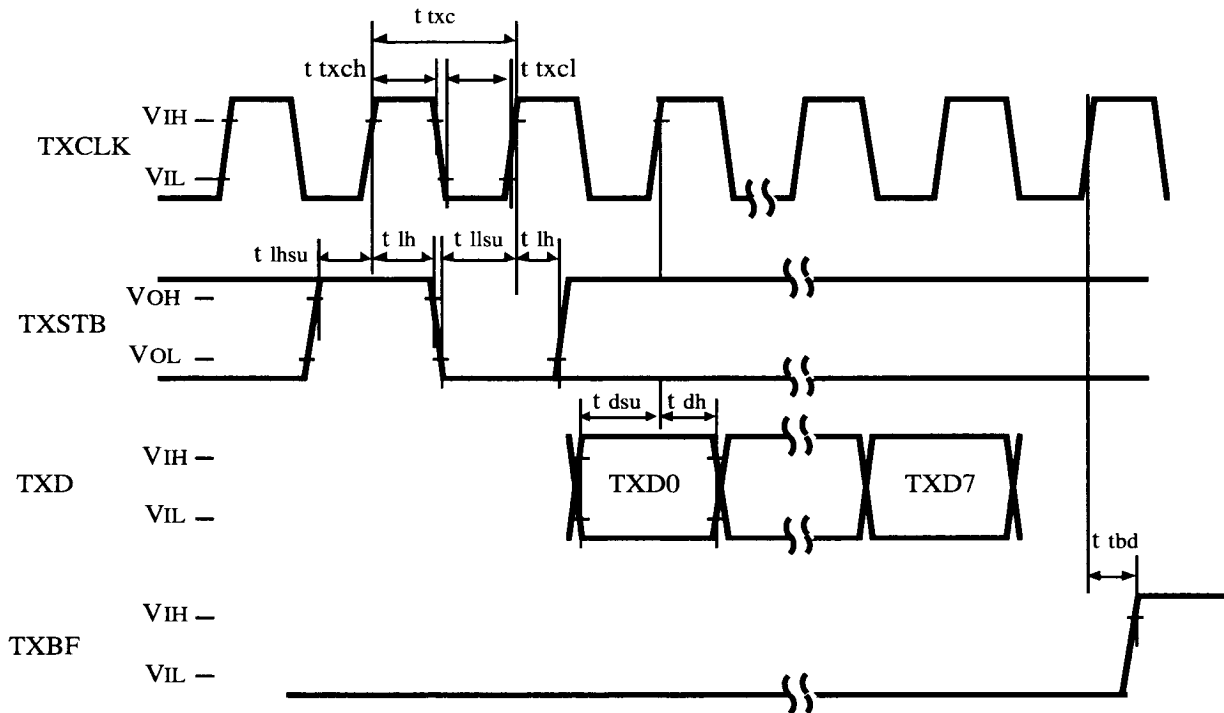 t txc
t txch
t txcl
VIH
TXCLK
VIL
t lhsu
t lh
t llsu
t lh
VOH
TXSTB
VOL
t dsu
t dh
VIH
TXD
TXD0
TXD7
VIL
t tbd
VIH
TXBF
VIL